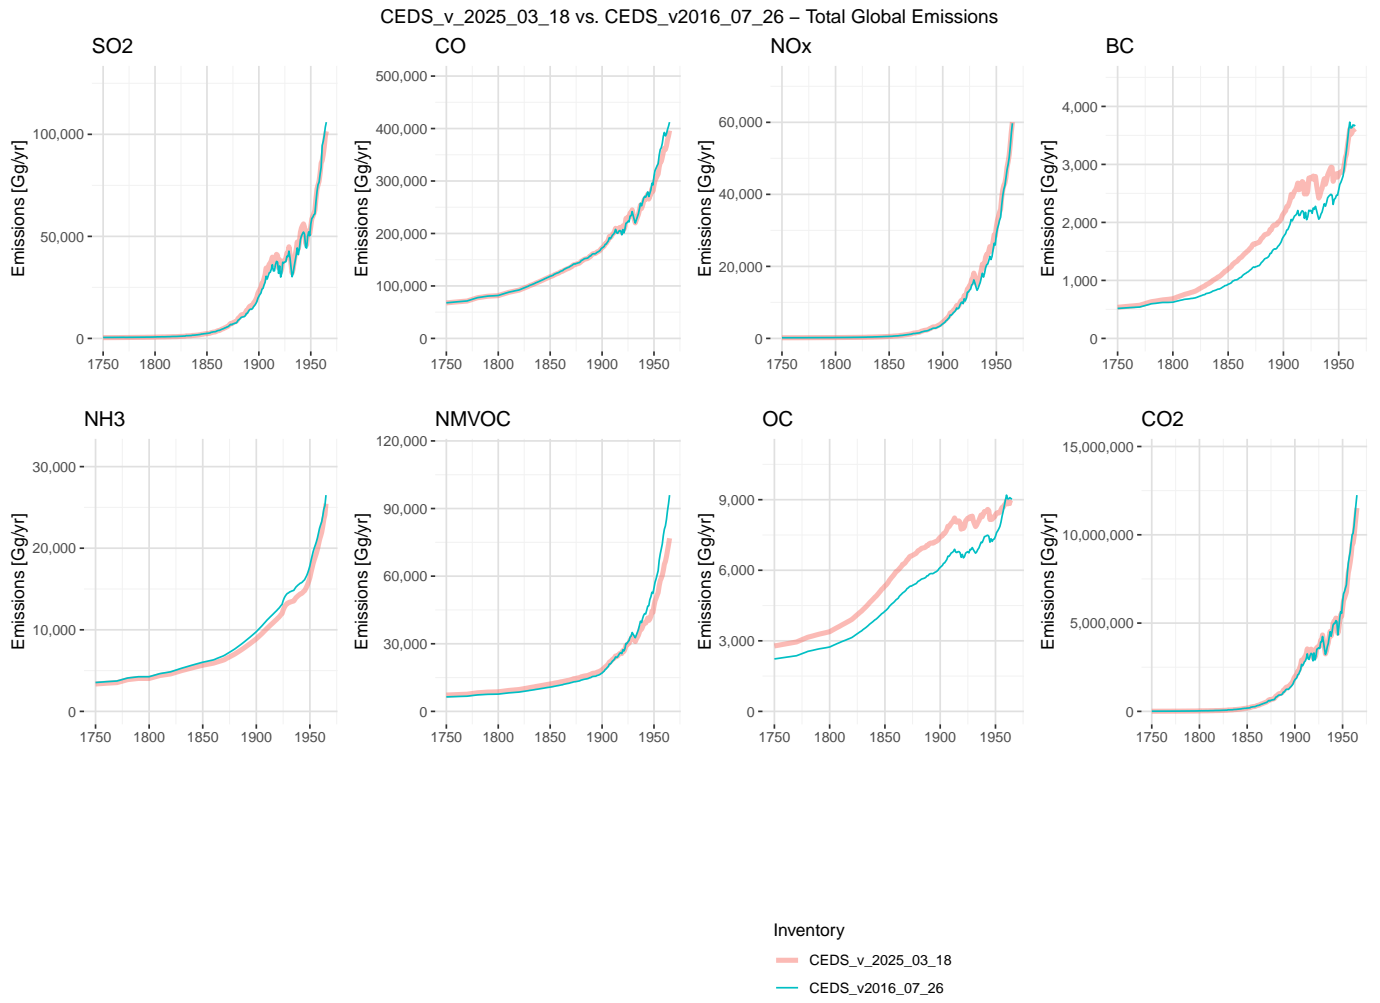 CEDS_v_2025_03_18 vs. CEDS_v2016_07_26 – Total Global Emissions
SO2
Emissions [Gg/yr]
100,000
50,000
0
1750 1800 1850 1900 1950
CO
Emissions [Gg/yr]
500,000
400,000
300,000
200,000
100,000
0
1750 1800 1850 1900 1950
NOx
Emissions [Gg/yr]
60,000
40,000
20,000
0
1750 1800 1850 1900 1950
BC
Emissions [Gg/yr]
4,000
3,000
2,000
1,000
0
1750 1800 1850 1900 1950
NH3
Emissions [Gg/yr]
30,000
20,000
10,000
0
1750 1800 1850 1900 1950
NMVOC
Emissions [Gg/yr]
120,000
90,000
60,000
30,000
0
1750 1800 1850 1900 1950
OC
Emissions [Gg/yr]
9,000
6,000
3,000
0
1750 1800 1850 1900 1950
CO2
Emissions [Gg/yr]
15,000,000
10,000,000
5,000,000
0
1750 1800 1850 1900 1950
Inventory
CEDS_v_2025_03_18
CEDS_v2016_07_26